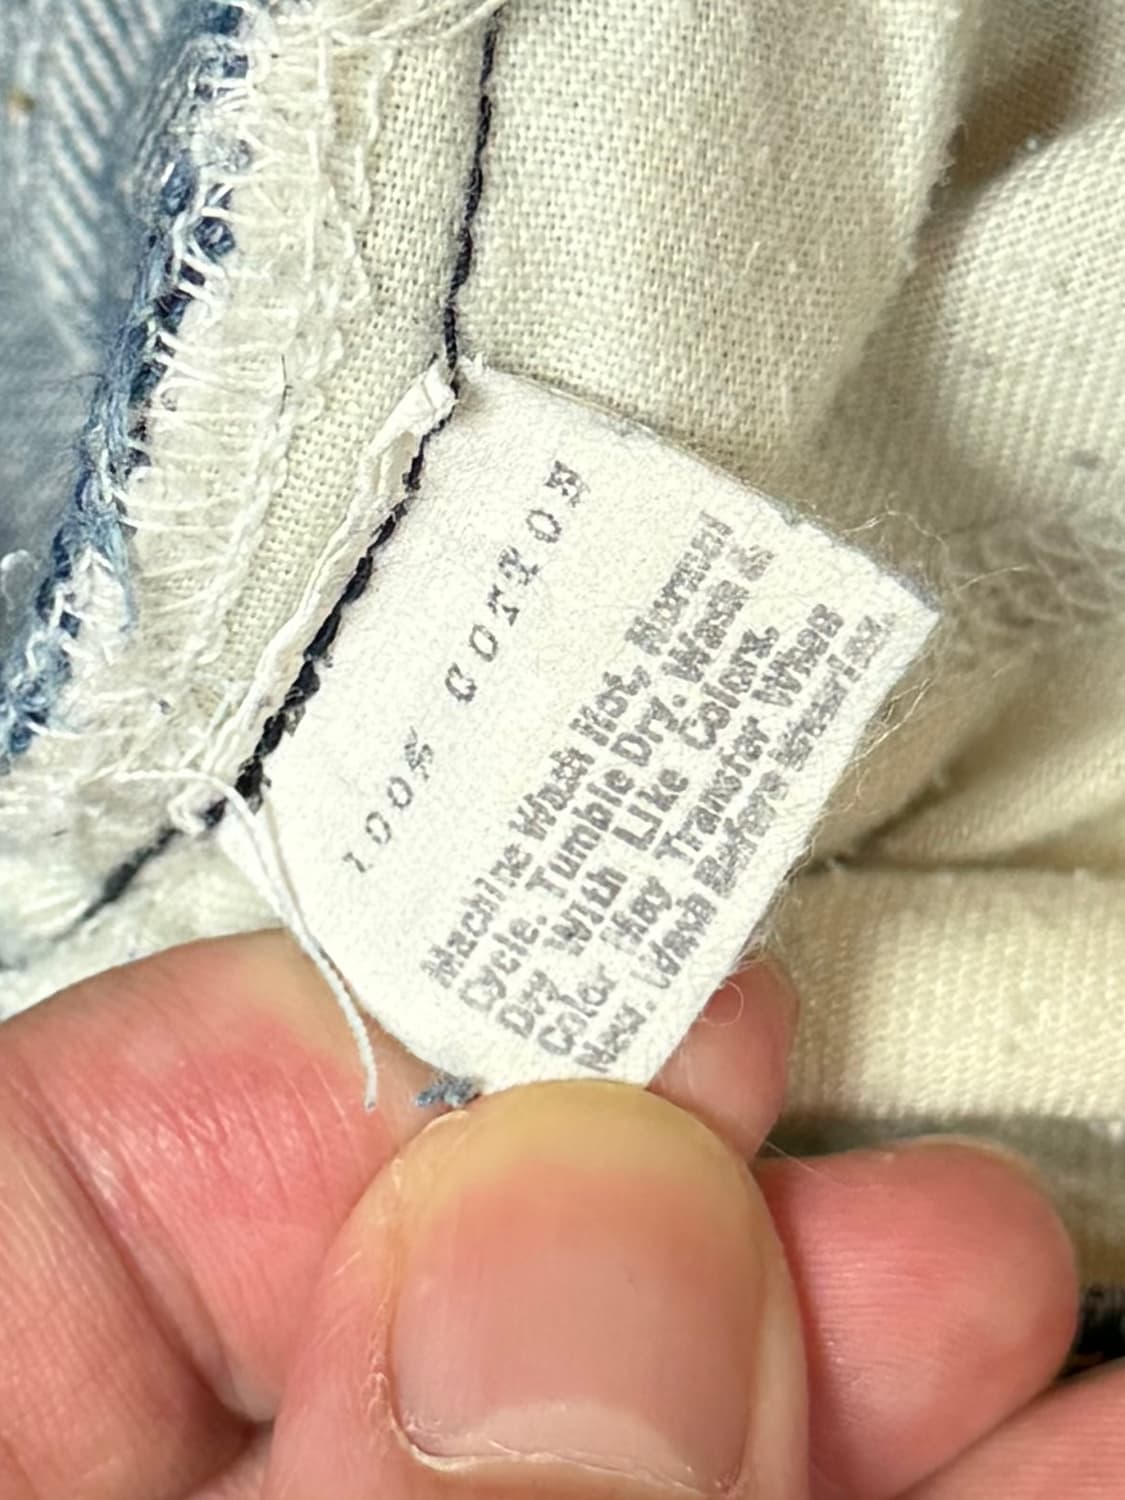 100% COTTON
Machine Wash Hot, Normal
Cycle. Tumble Dry. Wash &
Dry With Like Colors.
Color May Transfer When
New. Wash Before Wearing.